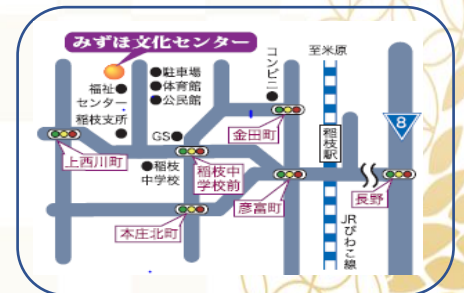 みずほ文化センター
福祉
センター
稲枝支所
駐車場
体育館
公民館
コンビニ
至米原
8
金田町
GS
稲枝駅
上西川町
稲枝
中学校
稲枝中
学校前
彦富町
長野
本庄北町
JRびわこ線